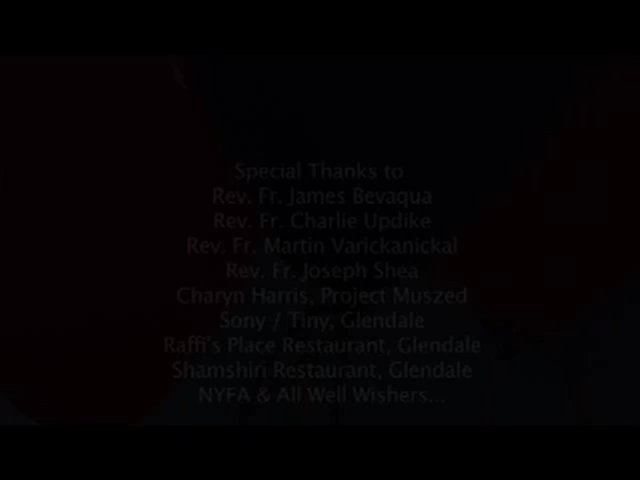 Special Thanks to
Rev. Fr. James Bevaqua
Rev. Fr. Charlie Updike
Rev. Fr. Martin Varickanickal
Rev. Fr. Joseph Shea
Charyn Harris, Project Muszed
Sony / Tiny, Glendale
Raffi's Place Restaurant, Glendale
Shamshiri Restaurant, Glendale
NYFA & All Well Wishers...